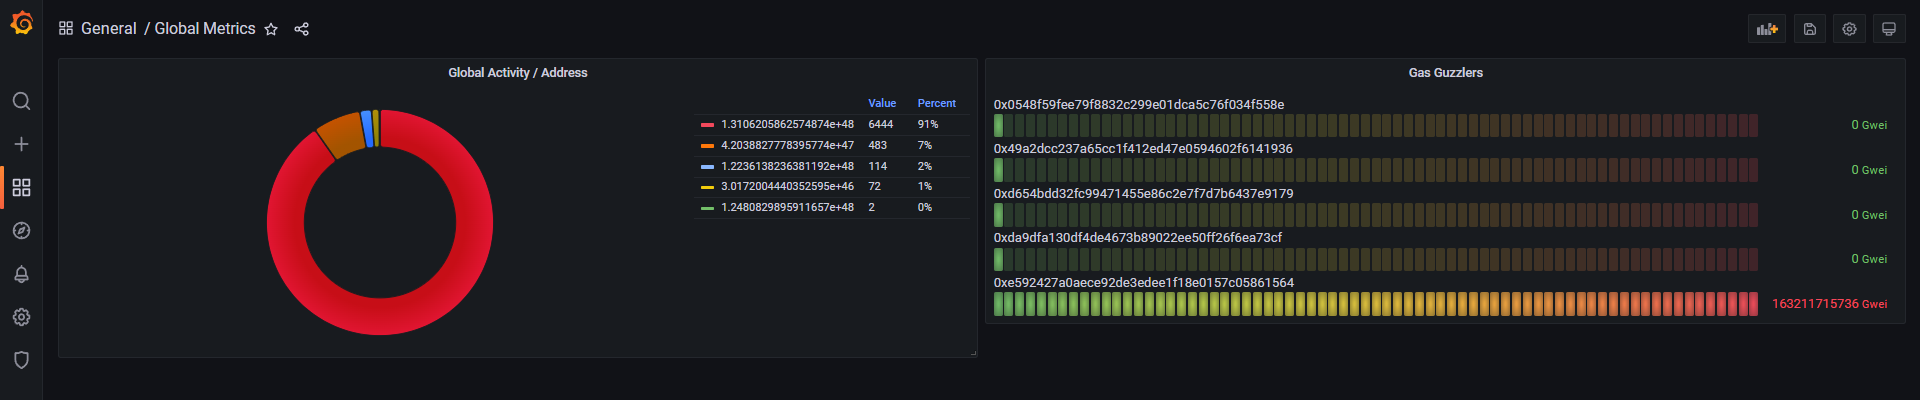 General / Global Metrics
Global Activity / Address
Value Percent
1.3106205862574874e+48 6444 91%
4.2038827778395774e+47 483 7%
1.2236138236381192e+48 114 2%
3.0172004440352595e+46 72 1%
1.2480829895911657e+48 2 0%
Gas Guzzlers
0x0548f59fee79f8832c299e01dca5c76f034f558e
0 Gwei
0x49a2dcc237a65cc1f412ed47e0594602f6141936
0 Gwei
0xd654bdd32fc99471455e86c2e7f7d7b6437e9179
0 Gwei
0xda9dfa130df4de4673b89022ee50ff26f6ea73cf
0 Gwei
0xe592427a0aece92de3edee1f18e0157c05861564
163211715736 Gwei